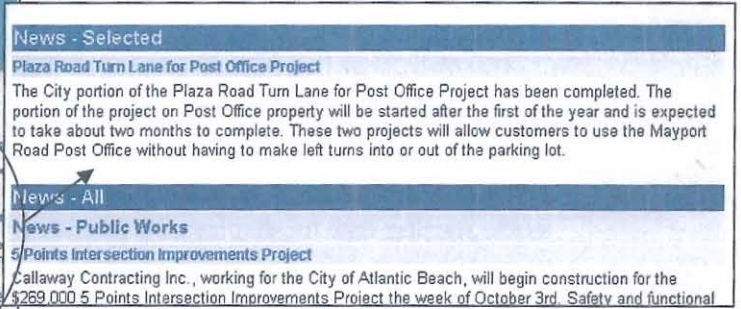 News - Selected
Plaza Road Turn Lane for Post Office Project
The City portion of the Plaza Road Turn Lane for Post Office Project has been completed. The
portion of the project on Post Office property will be started after the first of the year and is expected
to take about two months to complete. These two projects will allow customers to use the Mayport
Road Post Office without having to make left turns into or out of the parking lot.
News - All
News - Public Works
5 Points Intersection Improvements Project
Callaway Contracting Inc., working for the City of Atlantic Beach, will begin construction for the
$269,000 5 Points Intersection Improvements Project the week of October 3rd. Safety and functional